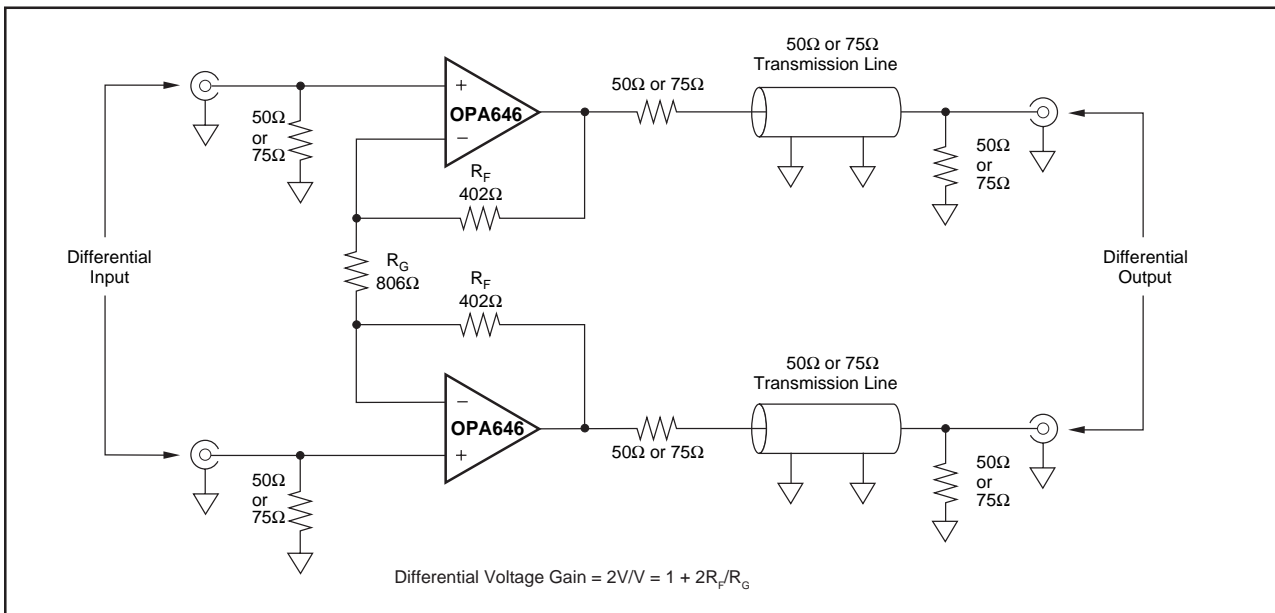 50Ω or 75Ω
Transmission Line
50Ω or 75Ω
+
OPA646
−
50Ω
or
75Ω
50Ω
or
75Ω
R_F
402Ω
Differential
Input
R_G
806Ω
R_F
402Ω
Differential
Output
50Ω or 75Ω
Transmission Line
−
OPA646
+
50Ω or 75Ω
50Ω
or
75Ω
50Ω
or
75Ω
Differential Voltage Gain = 2V/V = 1 + 2R_F/R_G